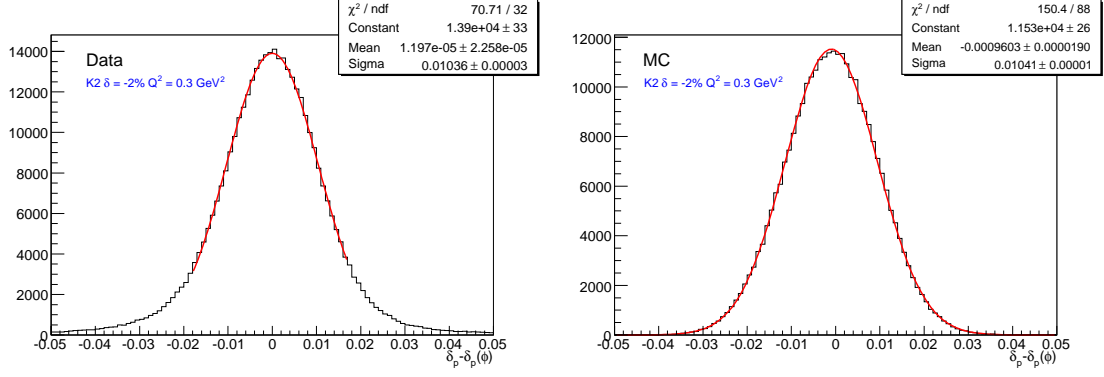 χ² / ndf 70.71 / 32
Constant 1.39e+04 ± 33
Mean 1.197e-05 ± 2.258e-05
Sigma 0.01036 ± 0.00003
Data
K2 δ = -2% Q² = 0.3 GeV²
14000
12000
10000
8000
6000
4000
2000
0
-0.05 -0.04 -0.03 -0.02 -0.01 0 0.01 0.02 0.03 0.04 0.05
δp-δp(ϕ)
χ² / ndf 150.4 / 88
Constant 1.153e+04 ± 26
Mean -0.0009603 ± 0.0000190
Sigma 0.01041 ± 0.00001
MC
K2 δ = -2% Q² = 0.3 GeV²
12000
10000
8000
6000
4000
2000
0
-0.05 -0.04 -0.03 -0.02 -0.01 0 0.01 0.02 0.03 0.04 0.05
δp-δp(ϕ)